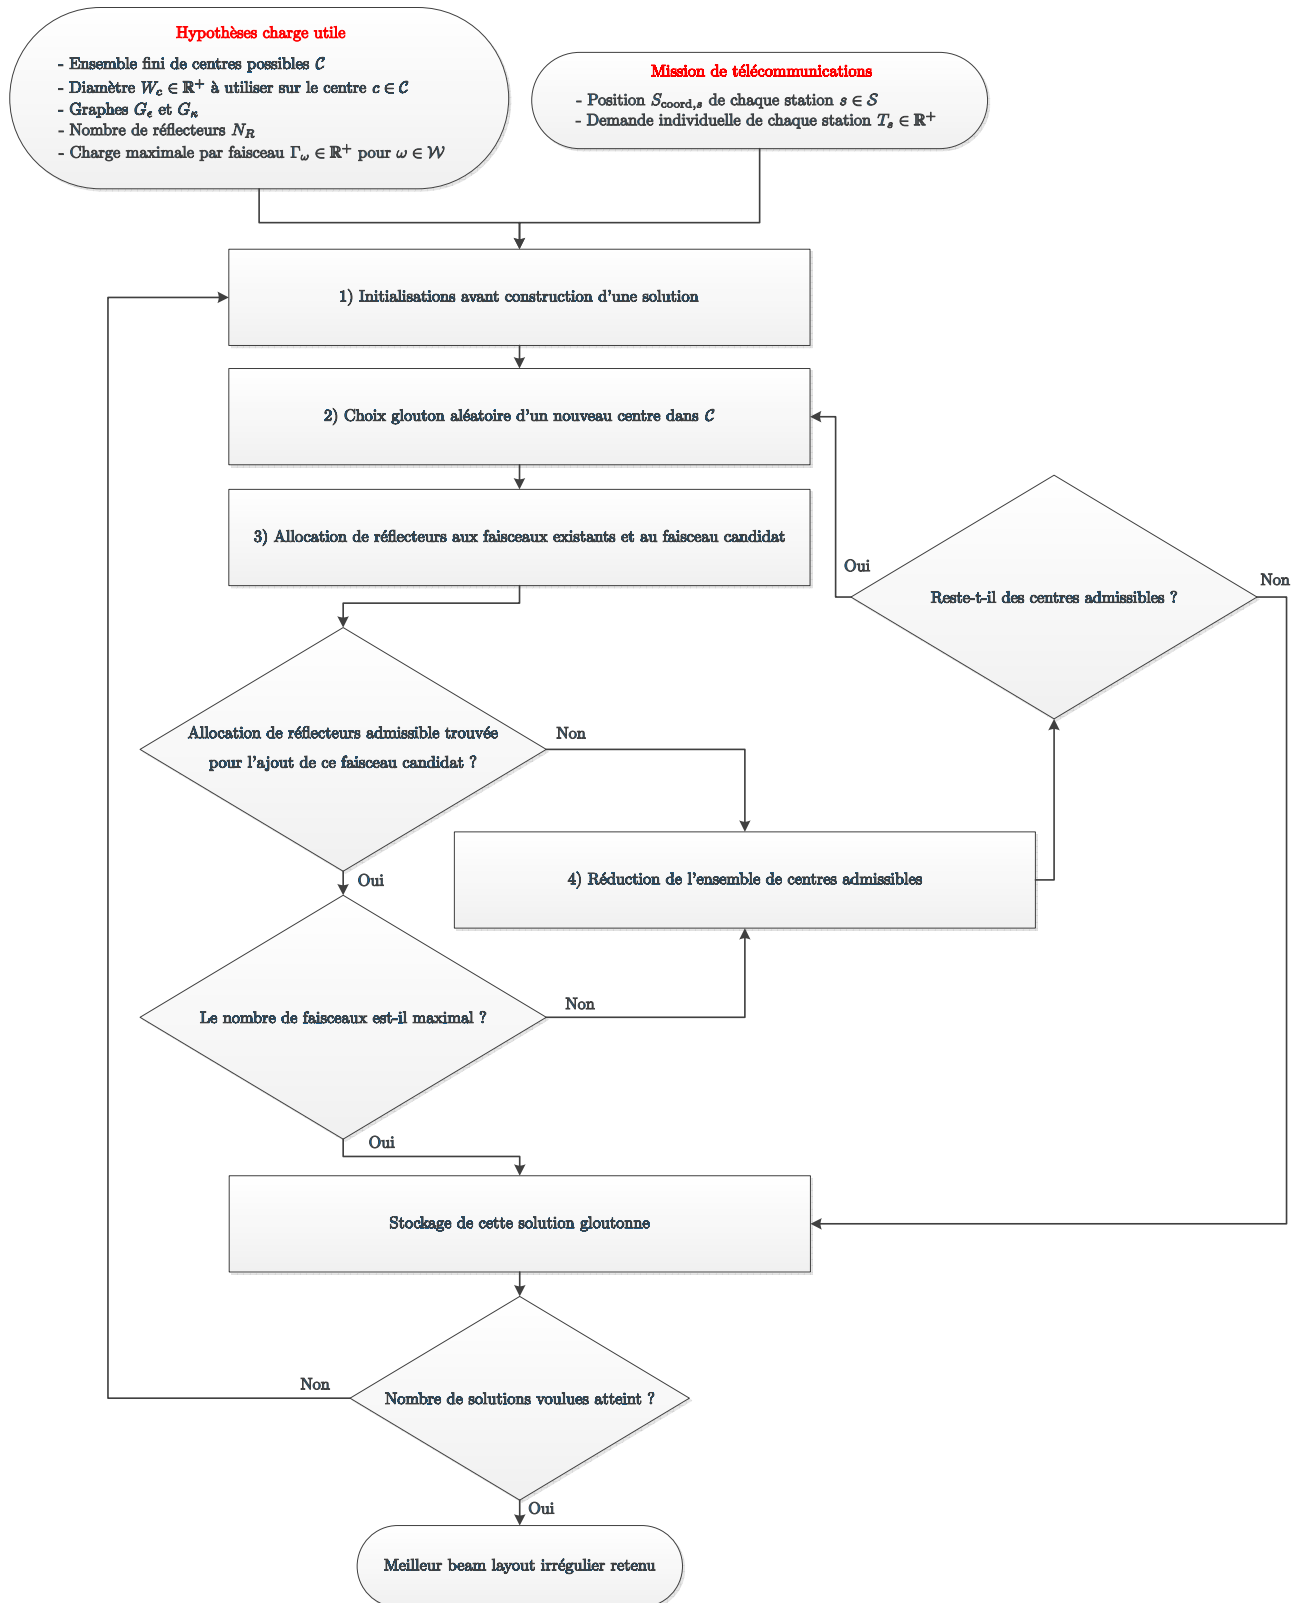 Hypothèses charge utile
- Ensemble fini de centres possibles 𝒞
- Diamètre W_c ∈ ℝ⁺ à utiliser sur le centre c ∈ 𝒞
- Graphes G_ϵ et G_κ
- Nombre de réflecteurs N_R
- Charge maximale par faisceau Γ_ω ∈ ℝ⁺ pour ω ∈ 𝒲
Mission de télécommunications
- Position S_coord,s de chaque station s ∈ 𝒮
- Demande individuelle de chaque station T_s ∈ ℝ⁺
1) Initialisations avant construction d'une solution
2) Choix glouton aléatoire d'un nouveau centre dans 𝒞
3) Allocation de réflecteurs aux faisceaux existants et au faisceau candidat
Oui
Reste-t-il des centres admissibles ?
Non
Allocation de réflecteurs admissible trouvée
pour l'ajout de ce faisceau candidat ?
Non
Oui
4) Réduction de l'ensemble de centres admissibles
Le nombre de faisceaux est-il maximal ?
Non
Oui
Stockage de cette solution gloutonne
Non
Nombre de solutions voulues atteint ?
Oui
Meilleur beam layout irrégulier retenu